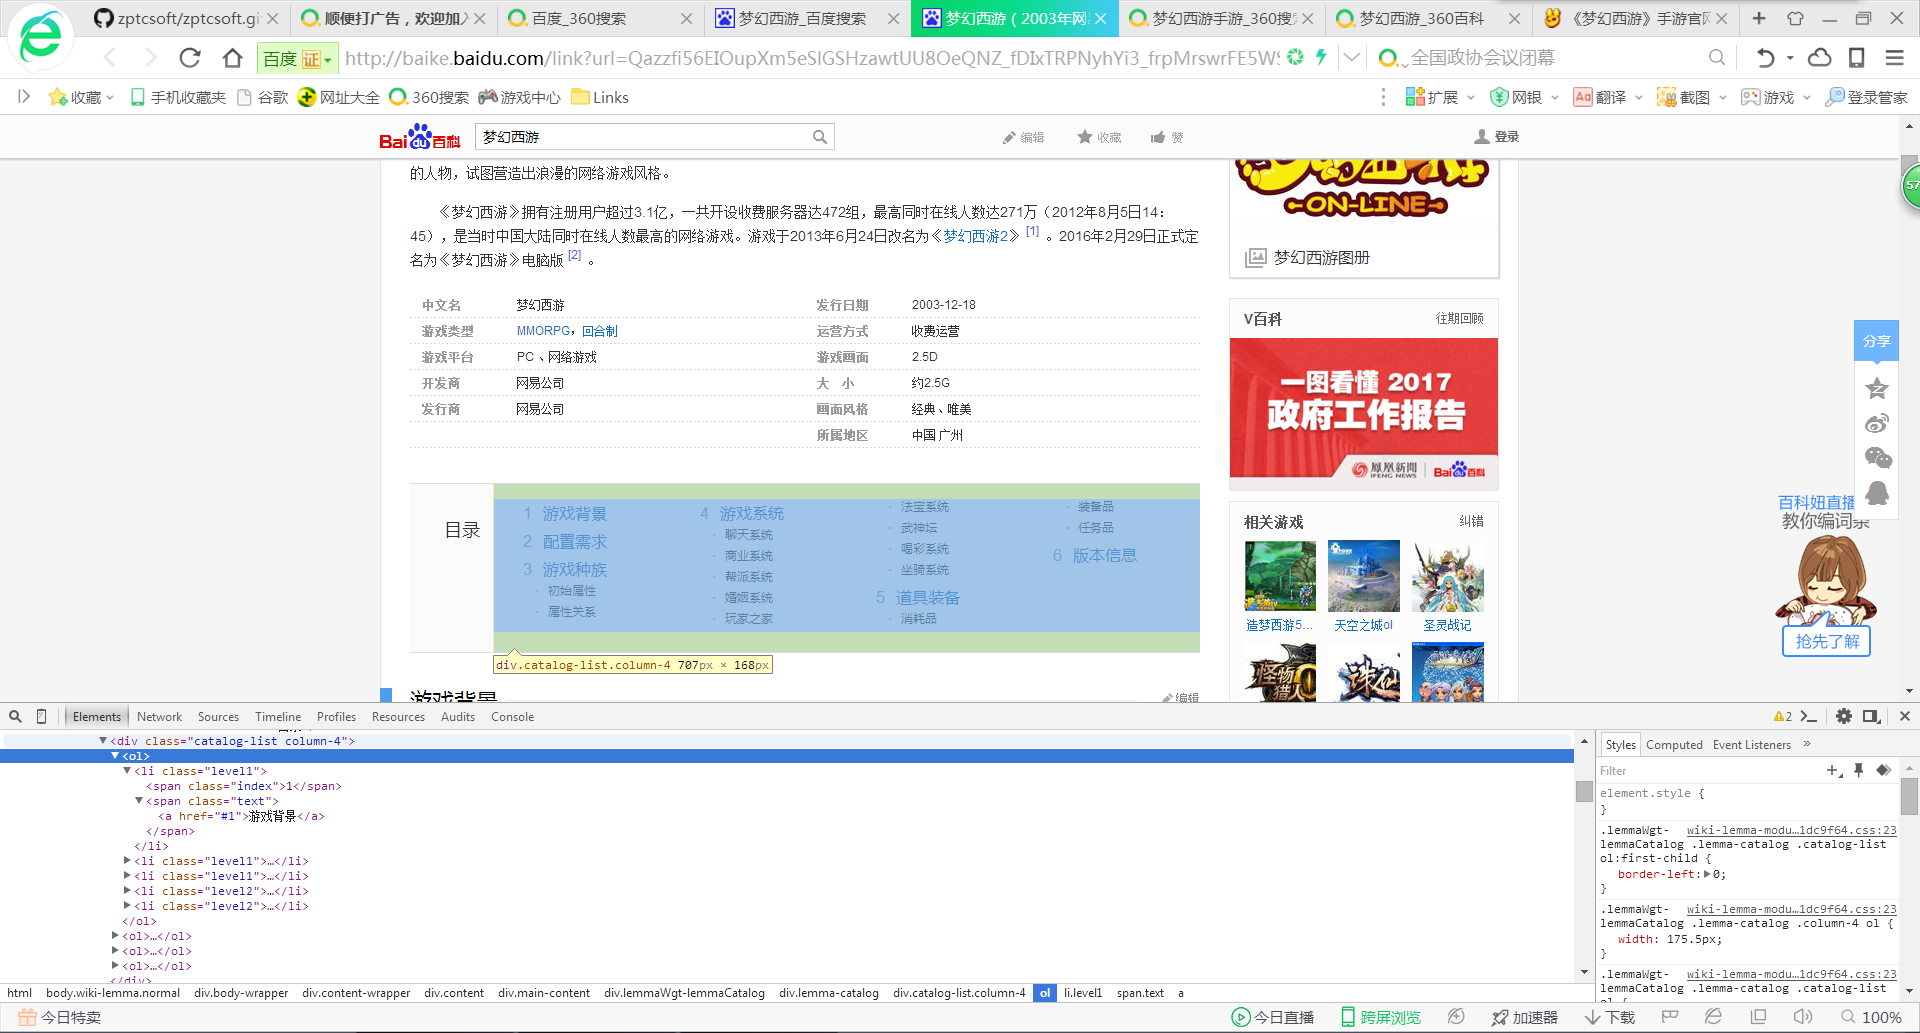 zptcsoft/zptcsoft.gi
顺便打广告，欢迎加入
百度_360搜索
梦幻西游_百度搜索
梦幻西游（2003年网
梦幻西游手游_360搜
梦幻西游_360百科
《梦幻西游》手游官网
百度 证
全国政协会议闭幕
收藏 手机收藏夹 谷歌 网址大全 360搜索 游戏中心 Links
扩展 网银 翻译 截图 游戏 登录管家
Bai du 百科
梦幻西游
编辑 收藏 赞 登录
的人物，试图营造出浪漫的网络游戏风格。
《梦幻西游》拥有注册用户超过3.1亿，一共开设收费服务器达472组，最高同时在线人数达271万（2012年8月5日14：
45），是当时中国大陆同时在线人数最高的网络游戏。游戏于2013年6月24日改名为《梦幻西游2》[1] 。2016年2月29日正式定
名为《梦幻西游》电脑版 [2] 。
中文名 梦幻西游 发行日期 2003-12-18
游戏类型 MMORPG，回合制 运营方式 收费运营
游戏平台 PC 、网络游戏 游戏画面 2.5D
开发商 网易公司 大 小 约2.5G
发行商 网易公司 画面风格 经典、唯美
所属地区 中国 广州
ON-LINE
梦幻西游图册
57
V百科 往期回顾
一图看懂 2017
政府工作报告
凤凰新闻 IFENG NEWS Bai du 百科
分享
目录
1 游戏背景
2 配置需求
3 游戏种族
· 初始属性
· 属性关系
4 游戏系统
· 聊天系统
· 商业系统
· 帮派系统
· 婚姻系统
· 玩家之家
· 法宝系统
· 武神坛
· 喝彩系统
· 坐骑系统
5 道具装备
· 消耗品
· 装备品
· 任务品
6 版本信息
div.catalog-list.column-4 707px × 168px
相关游戏 纠错
造梦西游5... 天空之城ol 圣灵战记
怪物猎人 诛仙
百科妞直播
教你编词条
抢先了解
游戏背景 编辑
Elements Network Sources Timeline Profiles Resources Audits Console
2
<div class="catalog-list column-4">
<ol>
<li class="level1">
<span class="index">1</span>
<span class="text">
<a href="#1">游戏背景</a>
</span>
</li>
<li class="level1">…</li>
<li class="level1">…</li>
<li class="level2">…</li>
<li class="level2">…</li>
</ol>
<ol>…</ol>
<ol>…</ol>
<ol>…</ol>
</div>
Styles Computed Event Listeners »
Filter
element.style {
}
.lemmaWgt- wiki-lemma-modu…1dc9f64.css:23
lemmaCatalog .lemma-catalog .catalog-list
ol:first-child {
border-left: 0;
}
.lemmaWgt- wiki-lemma-modu…1dc9f64.css:23
lemmaCatalog .lemma-catalog .column-4 ol {
width: 175.5px;
}
.lemmaWgt- wiki-lemma-modu…1dc9f64.css:23
lemmaCatalog .lemma-catalog .catalog-list
ol {
html body.wiki-lemma.normal div.body-wrapper div.content-wrapper div.content div.main-content div.lemmaWgt-lemmaCatalog div.lemma-catalog div.catalog-list.column-4 ol li.level1 span.text a
今日特卖
今日直播 跨屏浏览 加速器 下载 100%